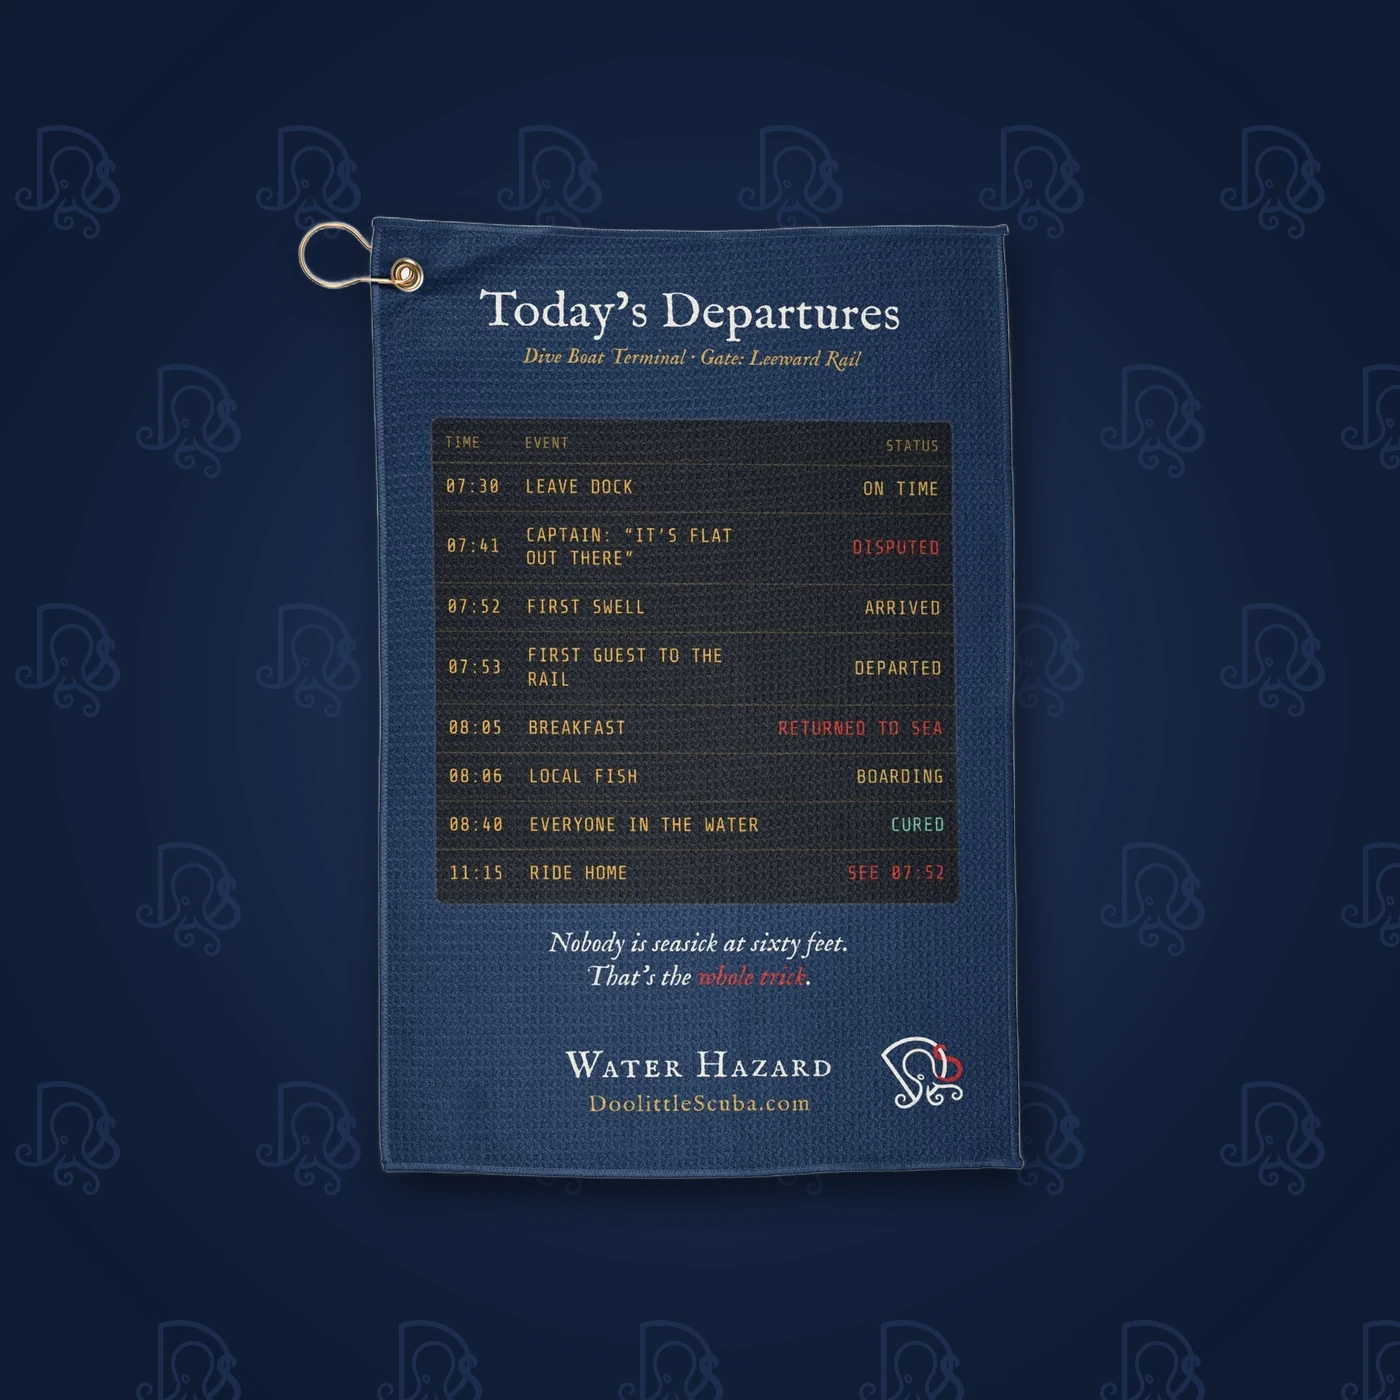 Today's Departures
Dive Boat Terminal · Gate: Leeward Rail
TIME EVENT STATUS
07:30 LEAVE DOCK ON TIME
07:41 CAPTAIN: “IT'S FLAT OUT THERE” DISPUTED
07:52 FIRST SWELL ARRIVED
07:53 FIRST GUEST TO THE RAIL DEPARTED
08:05 BREAKFAST RETURNED TO SEA
08:06 LOCAL FISH BOARDING
08:40 EVERYONE IN THE WATER CURED
11:15 RIDE HOME SEE 07:52
Nobody is seasick at sixty feet.
That's the whole trick.
WATER HAZARD
DoolittleScuba.com